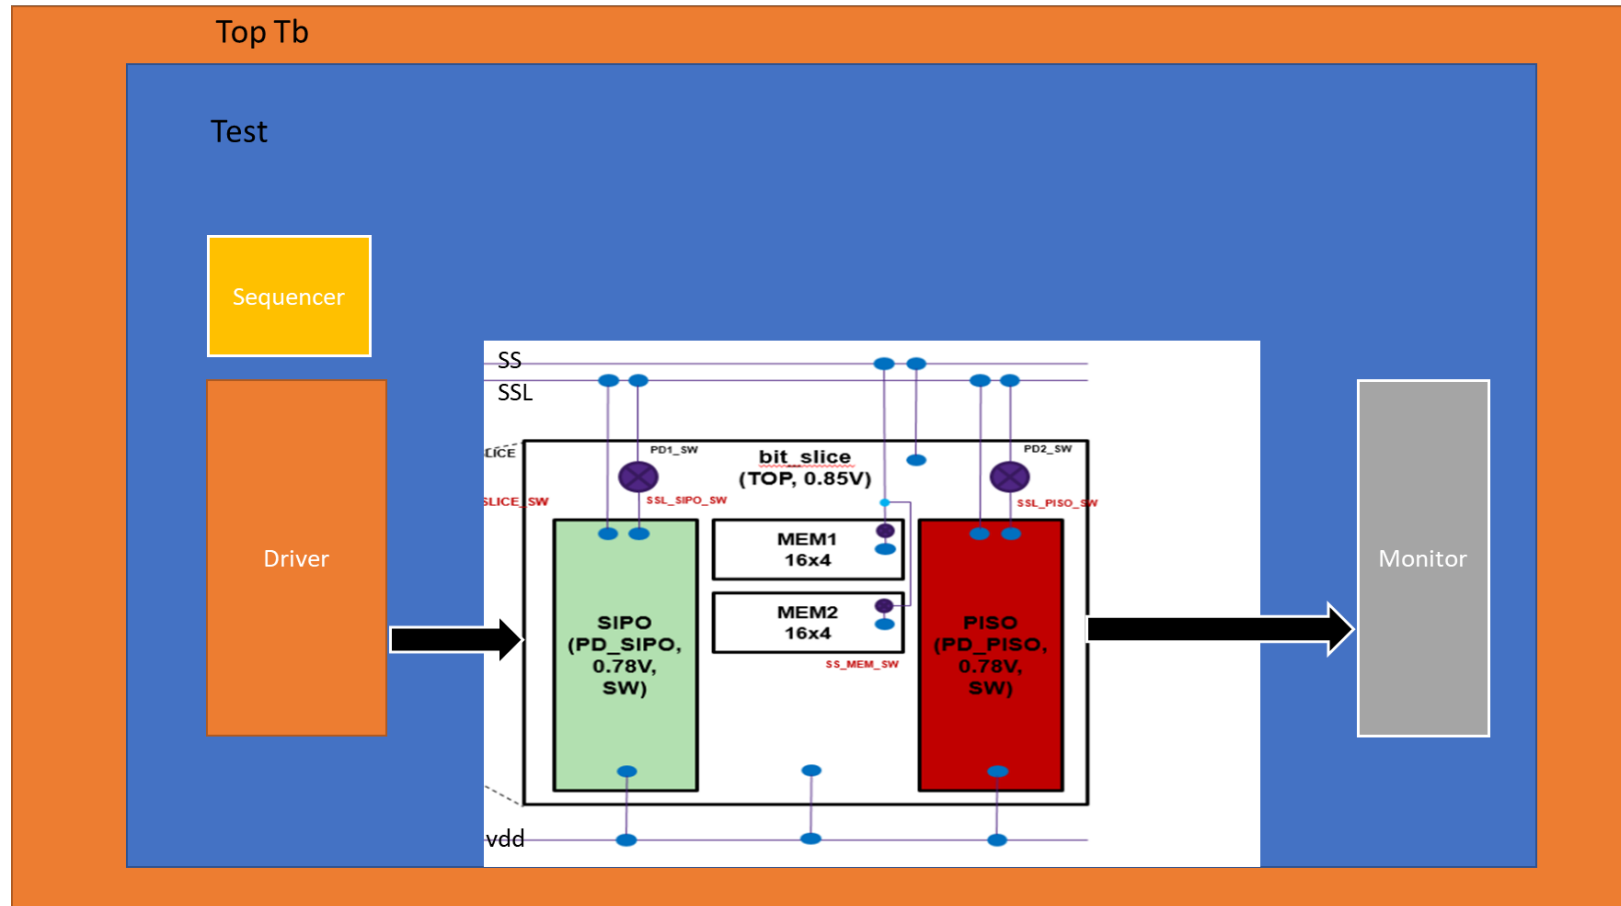 Top Tb
Test
Sequencer
Driver
SS
SSL
LICE
SLICE_SW
PD1_SW
SSL_SIPO_SW
bit_slice
(TOP, 0.85V)
PD2_SW
SSL_PISO_SW
SIPO
(PD_SIPO,
0.78V,
SW)
MEM1
16x4
MEM2
16x4
SS_MEM_SW
PISO
(PD_PISO,
0.78V,
SW)
vdd
Monitor